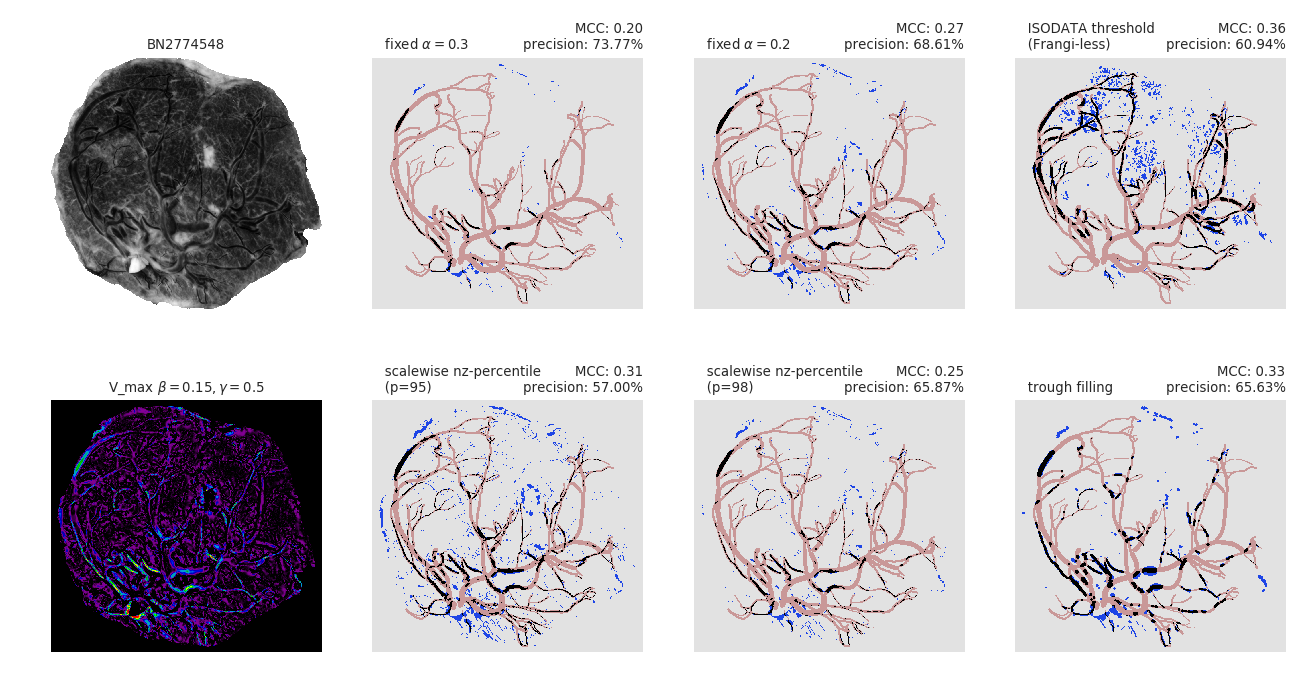 BN2774548
fixed α = 0.3
MCC: 0.20
precision: 73.77%
fixed α = 0.2
MCC: 0.27
precision: 68.61%
ISODATA threshold
(Frangi-less)
MCC: 0.36
precision: 60.94%
V_max β = 0.15, γ = 0.5
scalewise nz-percentile
(p=95)
MCC: 0.31
precision: 57.00%
scalewise nz-percentile
(p=98)
MCC: 0.25
precision: 65.87%
trough filling
MCC: 0.33
precision: 65.63%